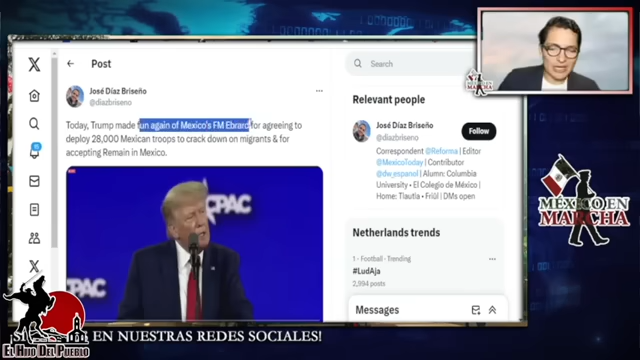 Post
Search
José Díaz Briseño
@diazbriseno
Today, Trump made fun again of Mexico's FM Ebrard for agreeing to
deploy 28,000 Mexican troops to crack down on migrants & for
accepting Remain in Mexico.
CPAC
PAC
Relevant people
José Díaz Briseño
@diazbriseno
Follow
Correspondent @Reforma | Editor
@MexicoToday | Contributor
@dw_espanol | Alum: Columbia
University • El Colegio de México |
Home: Tlautla • Friül | DMs open
Netherlands trends
1 · Football · Trending
#LudAja
2,994 posts
Messages
MÉXICO EN
MARCHA
EN NUESTRAS REDES SOCIALES!
EL HIJO DEL PUEBLO